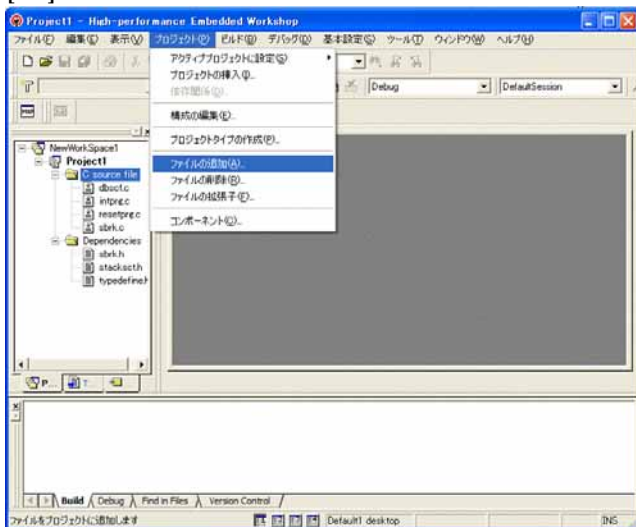 Project1 - High-performance Embedded Workshop
ファイル(F) 編集(E) 表示(V) プロジェクト(P) ビルド(B) デバッグ(D) 基本設定(S) ツール(T) ウィンドウ(W) ヘルプ(H)
アクティブプロジェクトに設定(S)
プロジェクトの挿入(I)...
依存関係(D)...
構成の編集(E)...
プロジェクトタイプの作成(P)...
ファイルの追加(A)...
ファイルの削除(R)...
ファイルの拡張子(F)...
コンポーネント(C)...
Debug
DefaultSession
NewWorkSpace1
Project1
C source file
dbsct.c
intprg.c
resetprg.c
sbrk.c
Dependencies
sbrk.h
stacksct.h
typedefine.h
P... T...
Build Debug Find in Files Version Control
ファイルをプロジェクトに追加します Default1 desktop INS